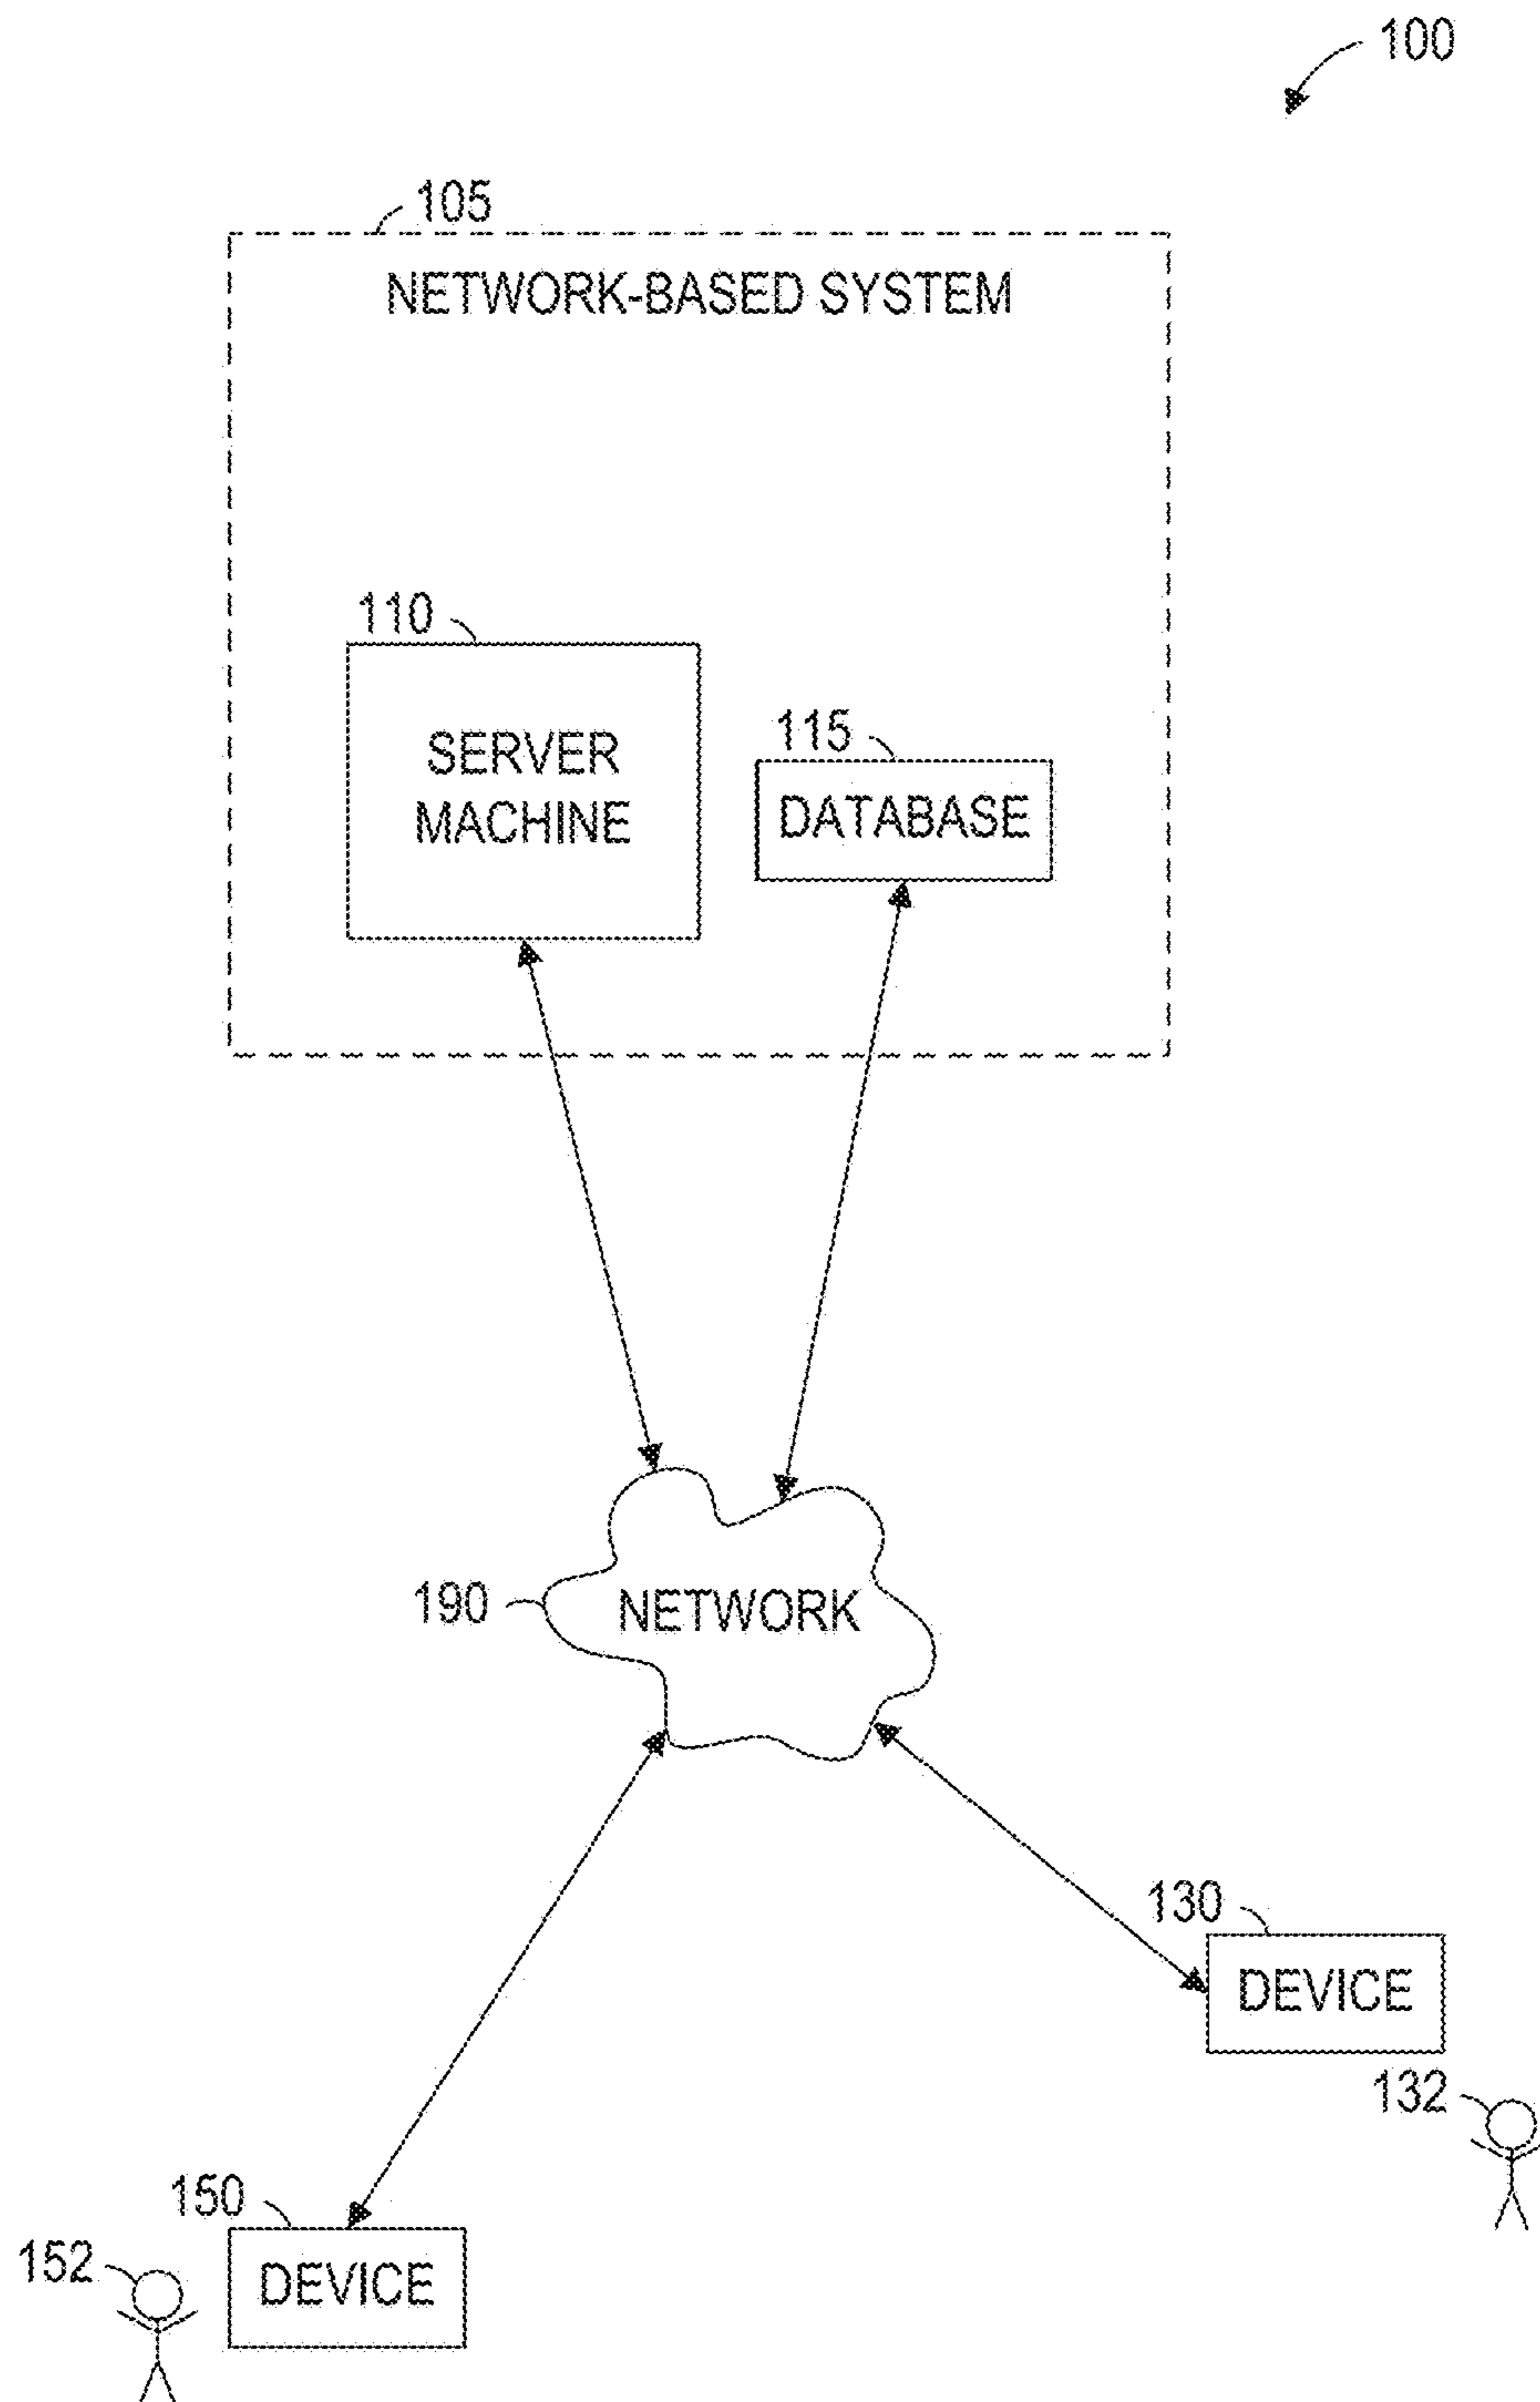 100
105
NETWORK-BASED SYSTEM
110
SERVER
MACHINE
115
DATABASE
190
NETWORK
130
DEVICE
132
150
DEVICE
152